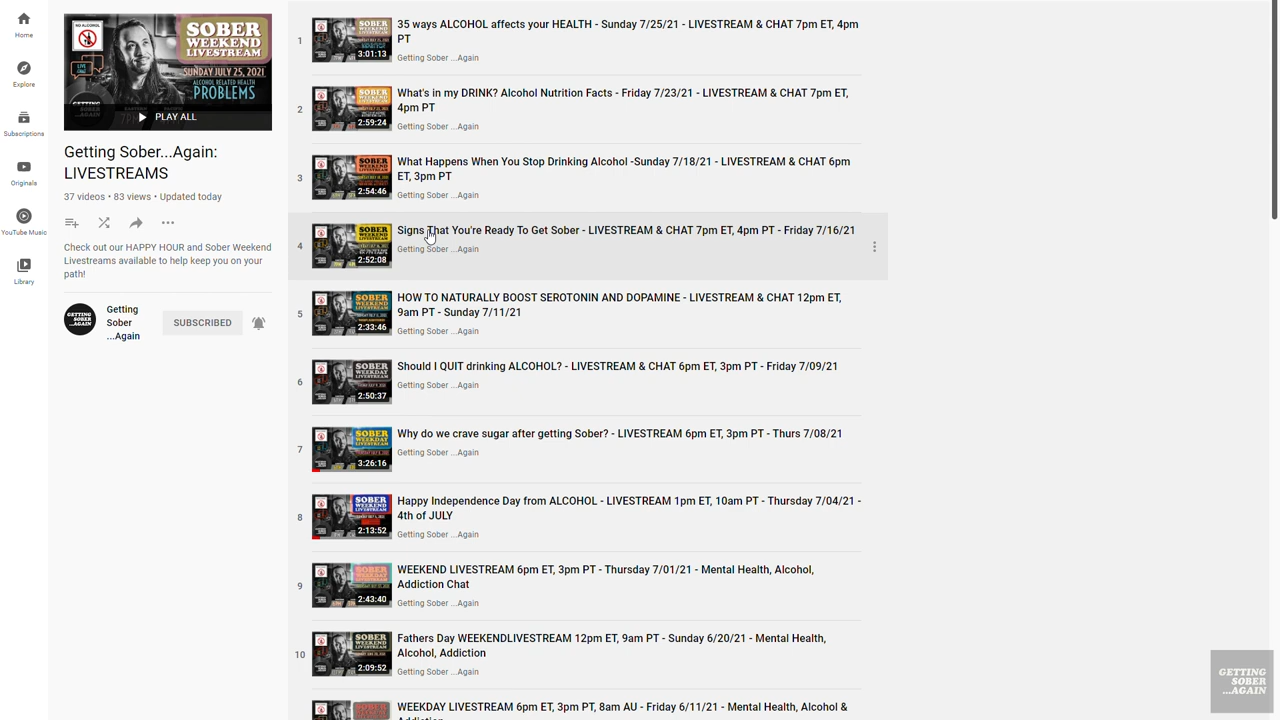 Home
Explore
Subscriptions
Originals
YouTube Music
Library
NO ALCOHOL
SOBER
WEEKEND
LIVESTREAM
SUNDAY JULY 25, 2021
ALCOHOL RELATED HEALTH
PROBLEMS
LIVE
PLAY ALL
Getting Sober...Again:
LIVESTREAMS
37 videos • 83 views • Updated today
Check out our HAPPY HOUR and Sober Weekend
Livestreams available to help keep you on your
path!
GETTING
SOBER
...AGAIN
Getting
Sober
...Again
SUBSCRIBED
1
3:01:13
35 ways ALCOHOL affects your HEALTH - Sunday 7/25/21 - LIVESTREAM & CHAT 7pm ET, 4pm
PT
Getting Sober ...Again
2
2:59:24
What's in my DRINK? Alcohol Nutrition Facts - Friday 7/23/21 - LIVESTREAM & CHAT 7pm ET,
4pm PT
Getting Sober ...Again
3
2:54:46
What Happens When You Stop Drinking Alcohol -Sunday 7/18/21 - LIVESTREAM & CHAT 6pm
ET, 3pm PT
Getting Sober ...Again
4
2:52:08
Signs That You're Ready To Get Sober - LIVESTREAM & CHAT 7pm ET, 4pm PT - Friday 7/16/21
Getting Sober ...Again
5
2:33:46
HOW TO NATURALLY BOOST SEROTONIN AND DOPAMINE - LIVESTREAM & CHAT 12pm ET,
9am PT - Sunday 7/11/21
Getting Sober ...Again
6
2:50:37
Should I QUIT drinking ALCOHOL? - LIVESTREAM & CHAT 6pm ET, 3pm PT - Friday 7/09/21
Getting Sober ...Again
7
3:26:16
Why do we crave sugar after getting Sober? - LIVESTREAM 6pm ET, 3pm PT - Thurs 7/08/21
Getting Sober ...Again
8
2:13:52
Happy Independence Day from ALCOHOL - LIVESTREAM 1pm ET, 10am PT - Thursday 7/04/21 -
4th of JULY
Getting Sober ...Again
9
2:43:40
WEEKEND LIVESTREAM 6pm ET, 3pm PT - Thursday 7/01/21 - Mental Health, Alcohol,
Addiction Chat
Getting Sober ...Again
10
2:09:52
Fathers Day WEEKENDLIVESTREAM 12pm ET, 9am PT - Sunday 6/20/21 - Mental Health,
Alcohol, Addiction
Getting Sober ...Again
WEEKDAY LIVESTREAM 6pm ET, 3pm PT, 8am AU - Friday 6/11/21 - Mental Health, Alcohol &
GETTING
SOBER
...AGAIN